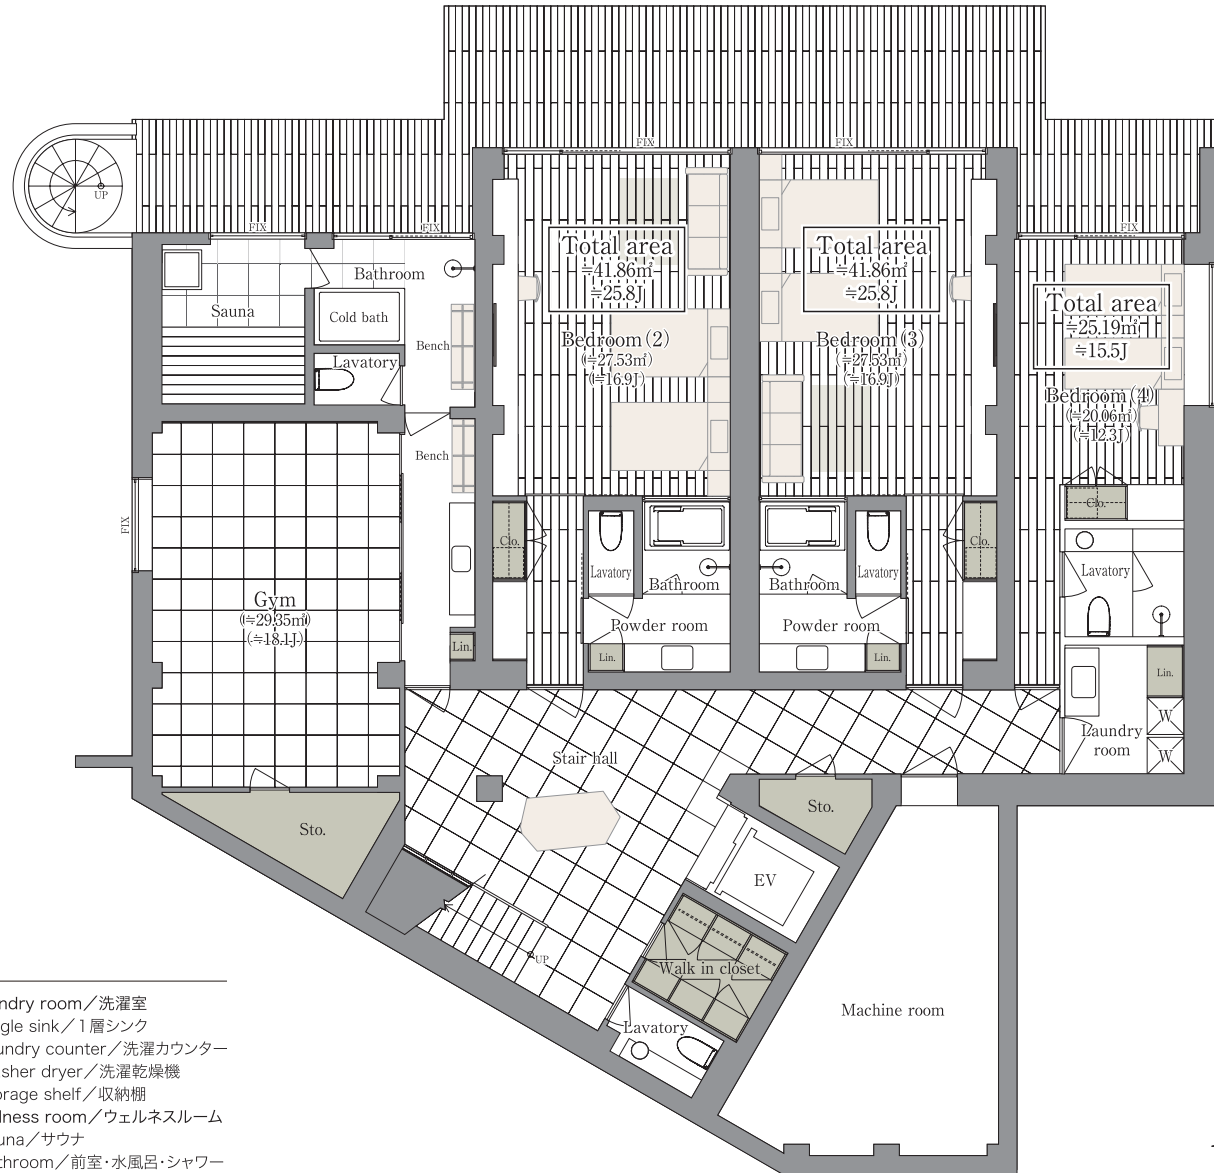 FIX
FIX
UP
FIX
FIX
FIX
Total area
≒41.86㎡
≒25.8J
Total area
≒41.86㎡
≒25.8J
Bathroom
Sauna
Cold bath
Total area
≒25.19㎡
≒15.5J
Bedroom (2)
(≒27.53㎡)
(≒16.9J)
Bedroom (3)
(≒27.53㎡)
(≒16.9J)
Bench
Lavatory
Bedroom (4)
(≒20.06㎡)
(≒12.3J)
Bench
FIX
Clo.
Clo.
Clo.
Lavatory
Bathroom
Bathroom
Lavatory
Lavatory
Gym
(≒29.35㎡)
(≒18.1J)
Powder room
Powder room
Lin.
Lin.
Lin.
Lin.
W
Laundry
room
W
Stair hall
Sto.
Sto.
EV
UP
Walk in closet
Lavatory
Machine room
ndry room／洗濯室
gle sink／1層シンク
undry counter／洗濯カウンター
sher dryer／洗濯乾燥機
orage shelf／収納棚
llness room／ウェルネスルーム
una／サウナ
throom／前室・水風呂・シャワー